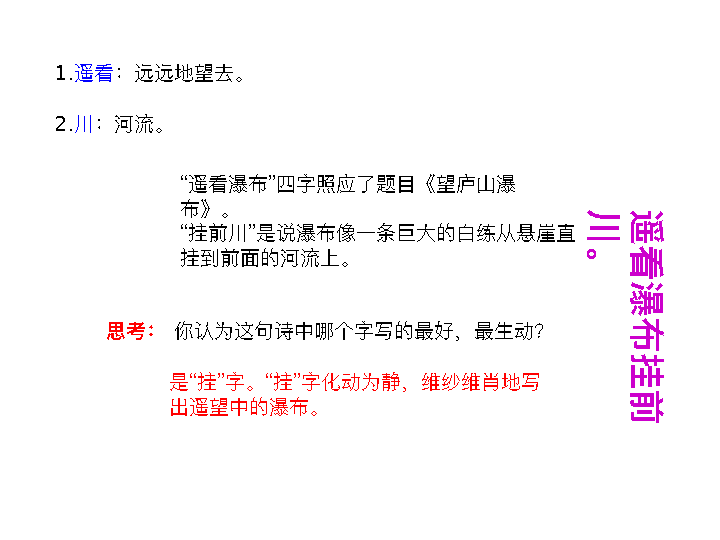 1.遥看：远远地望去。
2.川：河流。
“遥看瀑布”四字照应了题目《望庐山瀑
布》。
“挂前川”是说瀑布像一条巨大的白练从悬崖直
挂到前面的河流上。
思考： 你认为这句诗中哪个字写的最好，最生动？
是“挂”字。“挂”字化动为静，维纱维肖地写
出遥望中的瀑布。
遥看瀑布挂前
川。